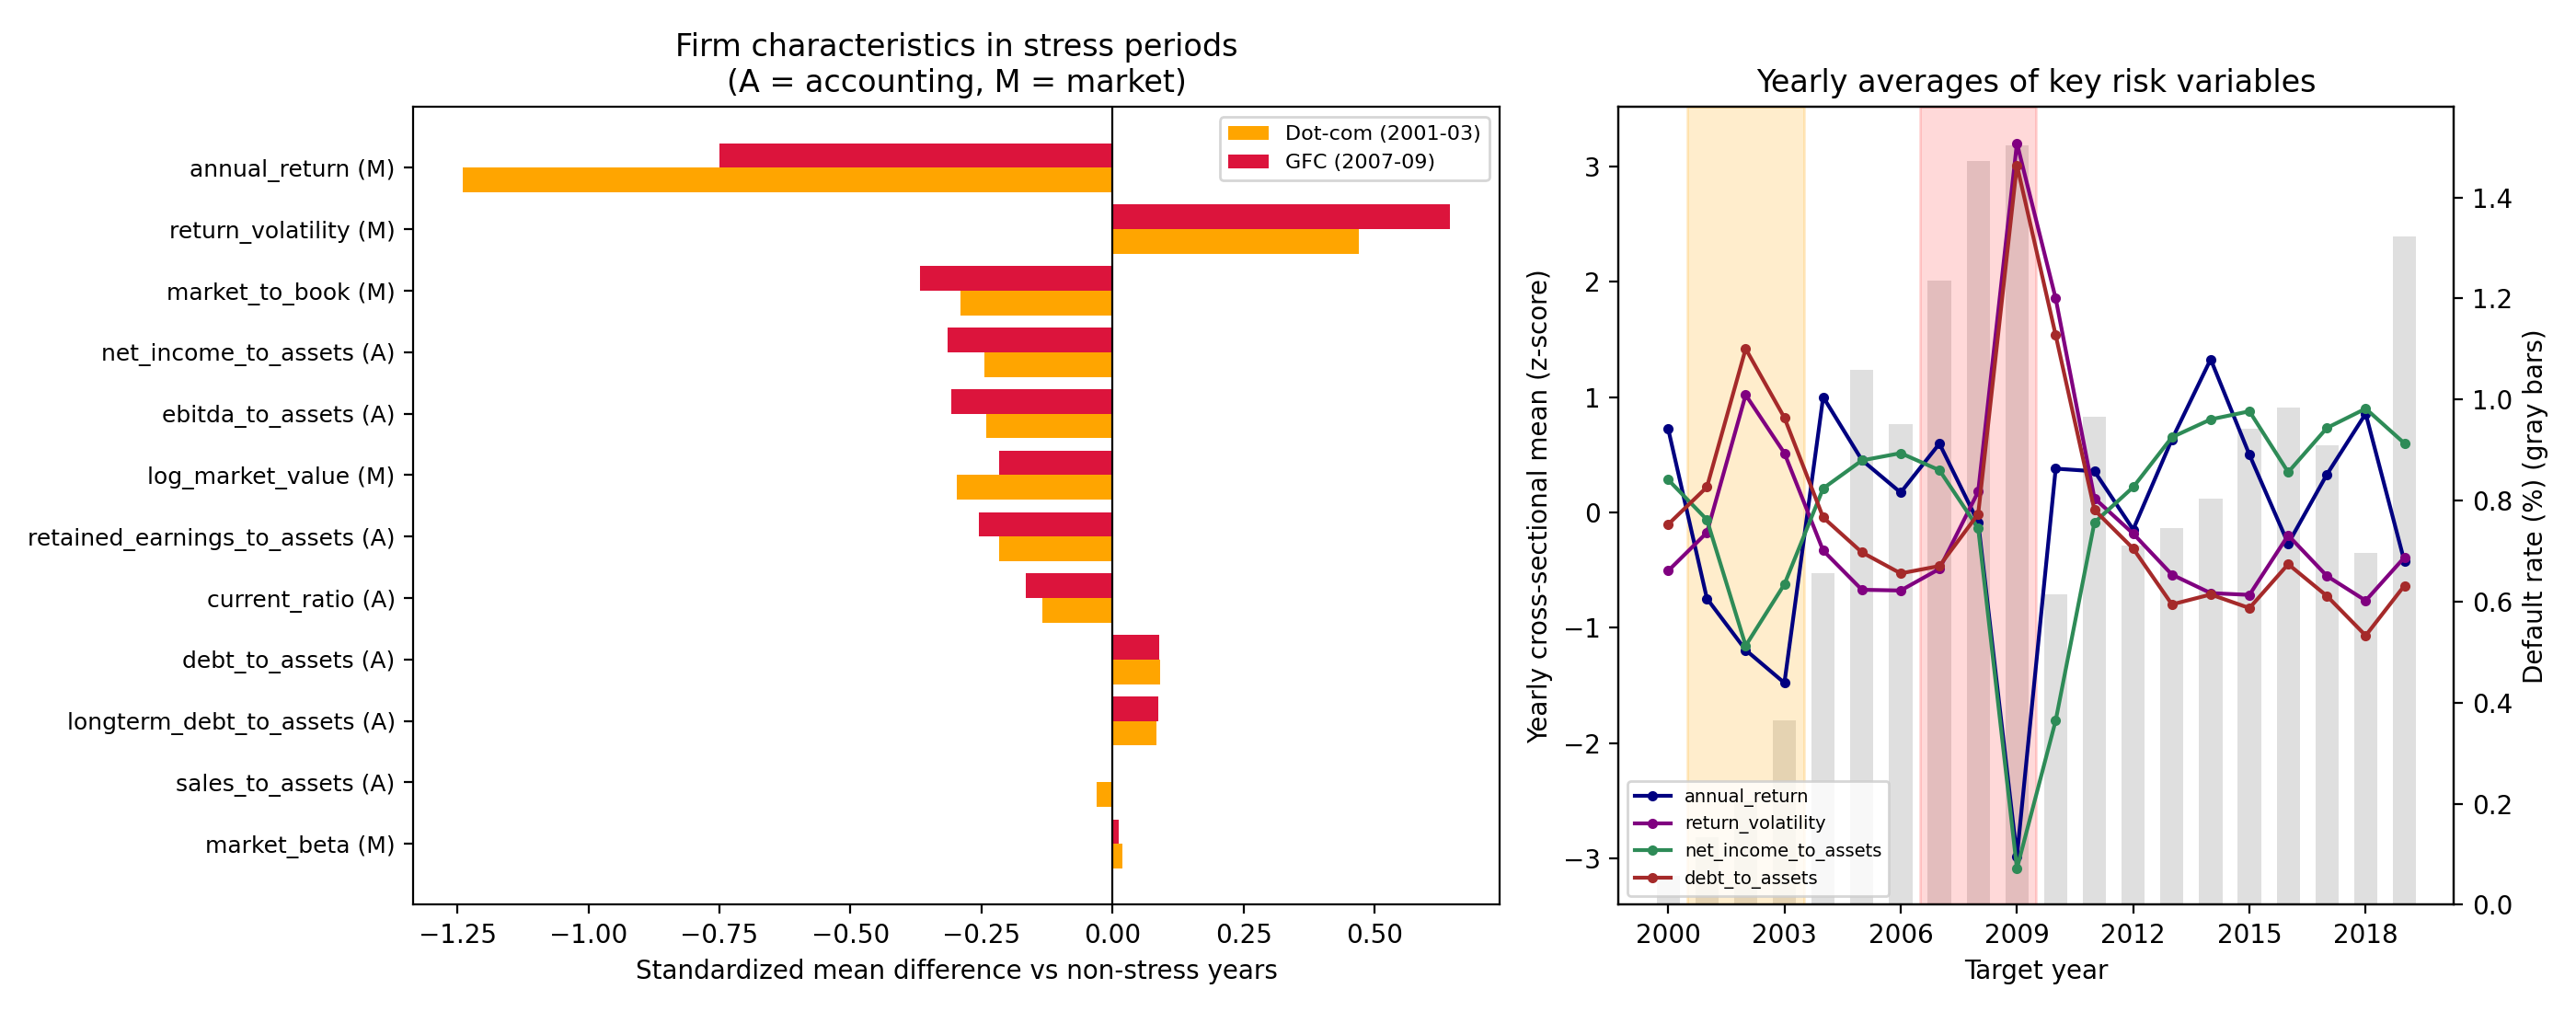 Firm characteristics in stress periods
(A = accounting, M = market)
Dot-com (2001-03)
GFC (2007-09)
annual_return (M)
return_volatility (M)
market_to_book (M)
net_income_to_assets (A)
ebitda_to_assets (A)
log_market_value (M)
retained_earnings_to_assets (A)
current_ratio (A)
debt_to_assets (A)
longterm_debt_to_assets (A)
sales_to_assets (A)
market_beta (M)
−1.25 −1.00 −0.75 −0.50 −0.25 0.00 0.25 0.50
Standardized mean difference vs non-stress years
Yearly averages of key risk variables
Yearly cross-sectional mean (z-score)
3
2
1
0
−1
−2
−3
annual_return
return_volatility
net_income_to_assets
debt_to_assets
2000 2003 2006 2009 2012 2015 2018
Target year
1.4
1.2
1.0
0.8
0.6
0.4
0.2
0.0
Default rate (%) (gray bars)